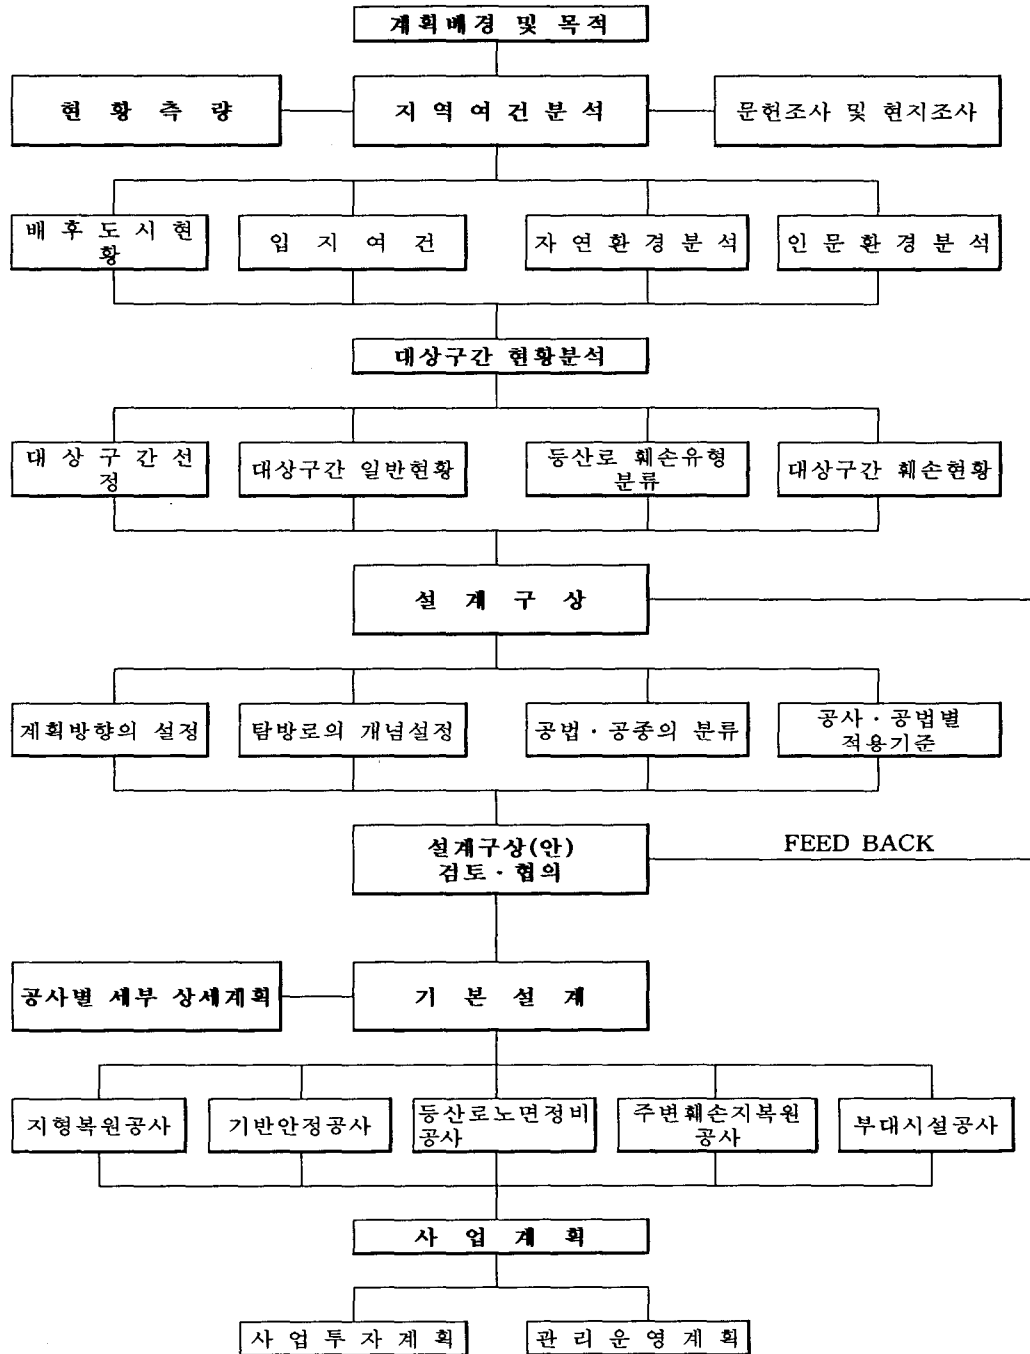 계획배경 및 목적
현 황 측 량
지 역 여 건 분 석
문헌조사 및 현지조사
배 후 도 시 현
황
입 지 여 건
자 연 환 경 분 석
인 문 환 경 분 석
대상구간 현황분석
대 상 구 간 선
정
대상구간 일반현황
등산로 훼손유형
분류
대상구간 훼손현황
설 계 구 상
계획방향의 설정
탐방로의 개념설정
공법·공종의 분류
공사·공법별
적용기준
설계구상(안)
검토·협의
FEED BACK
공사별 세부 상세계획
기 본 설 계
지형복원공사
기반안정공사
등산로노면정비
공사
주변훼손지복원
공사
부대시설공사
사 업 계 획
사 업 투 자 계 획
관 리 운 영 계 획